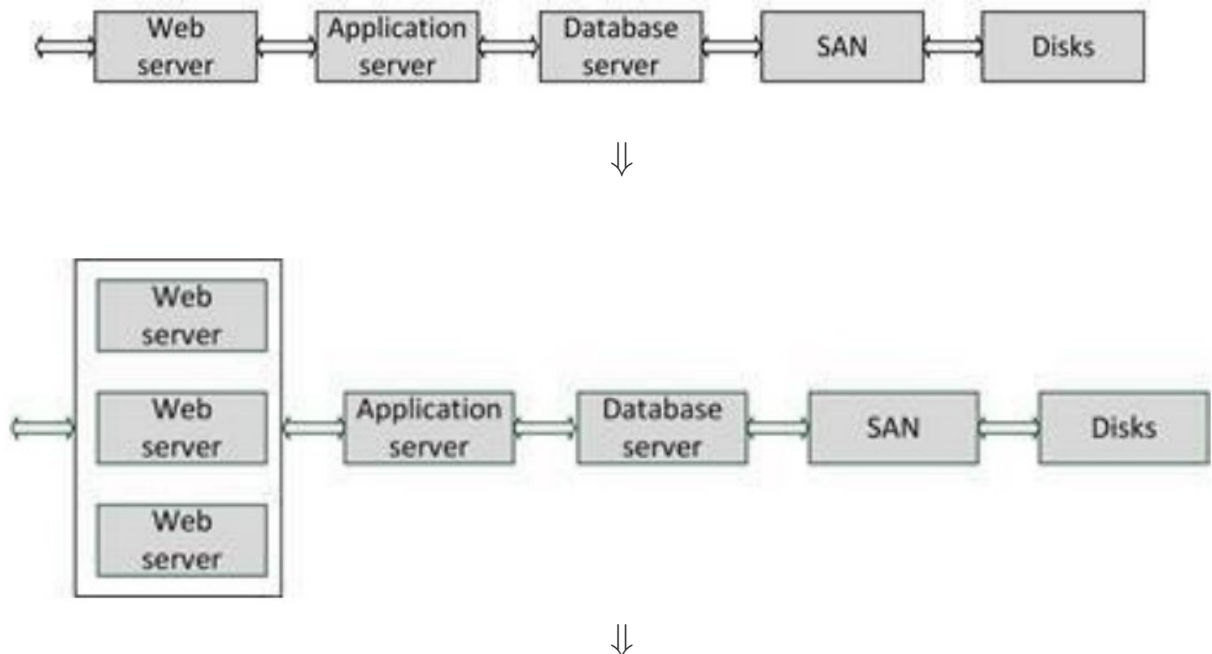 Web server
Application server
Database server
SAN
Disks
⇓
Web server
Web server
Application server
Database server
SAN
Disks
Web server
⇓